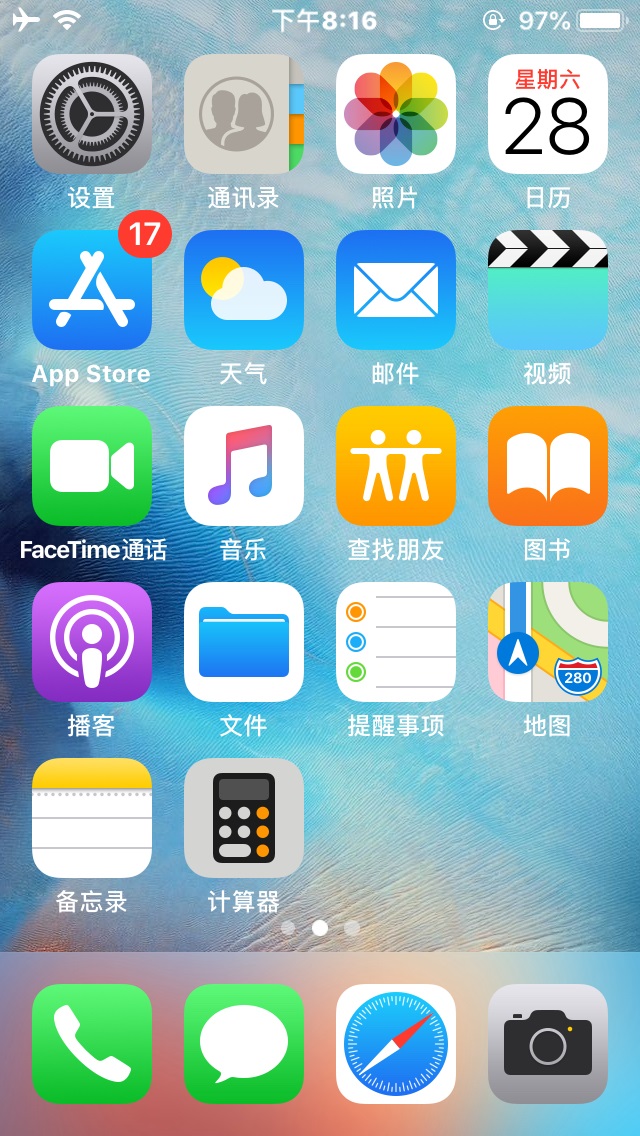 下午8:16
97%
星期六
28
设置
通讯录
照片
日历
17
App Store
天气
邮件
视频
FaceTime通话
音乐
查找朋友
图书
280
播客
文件
提醒事项
地图
备忘录
计算器